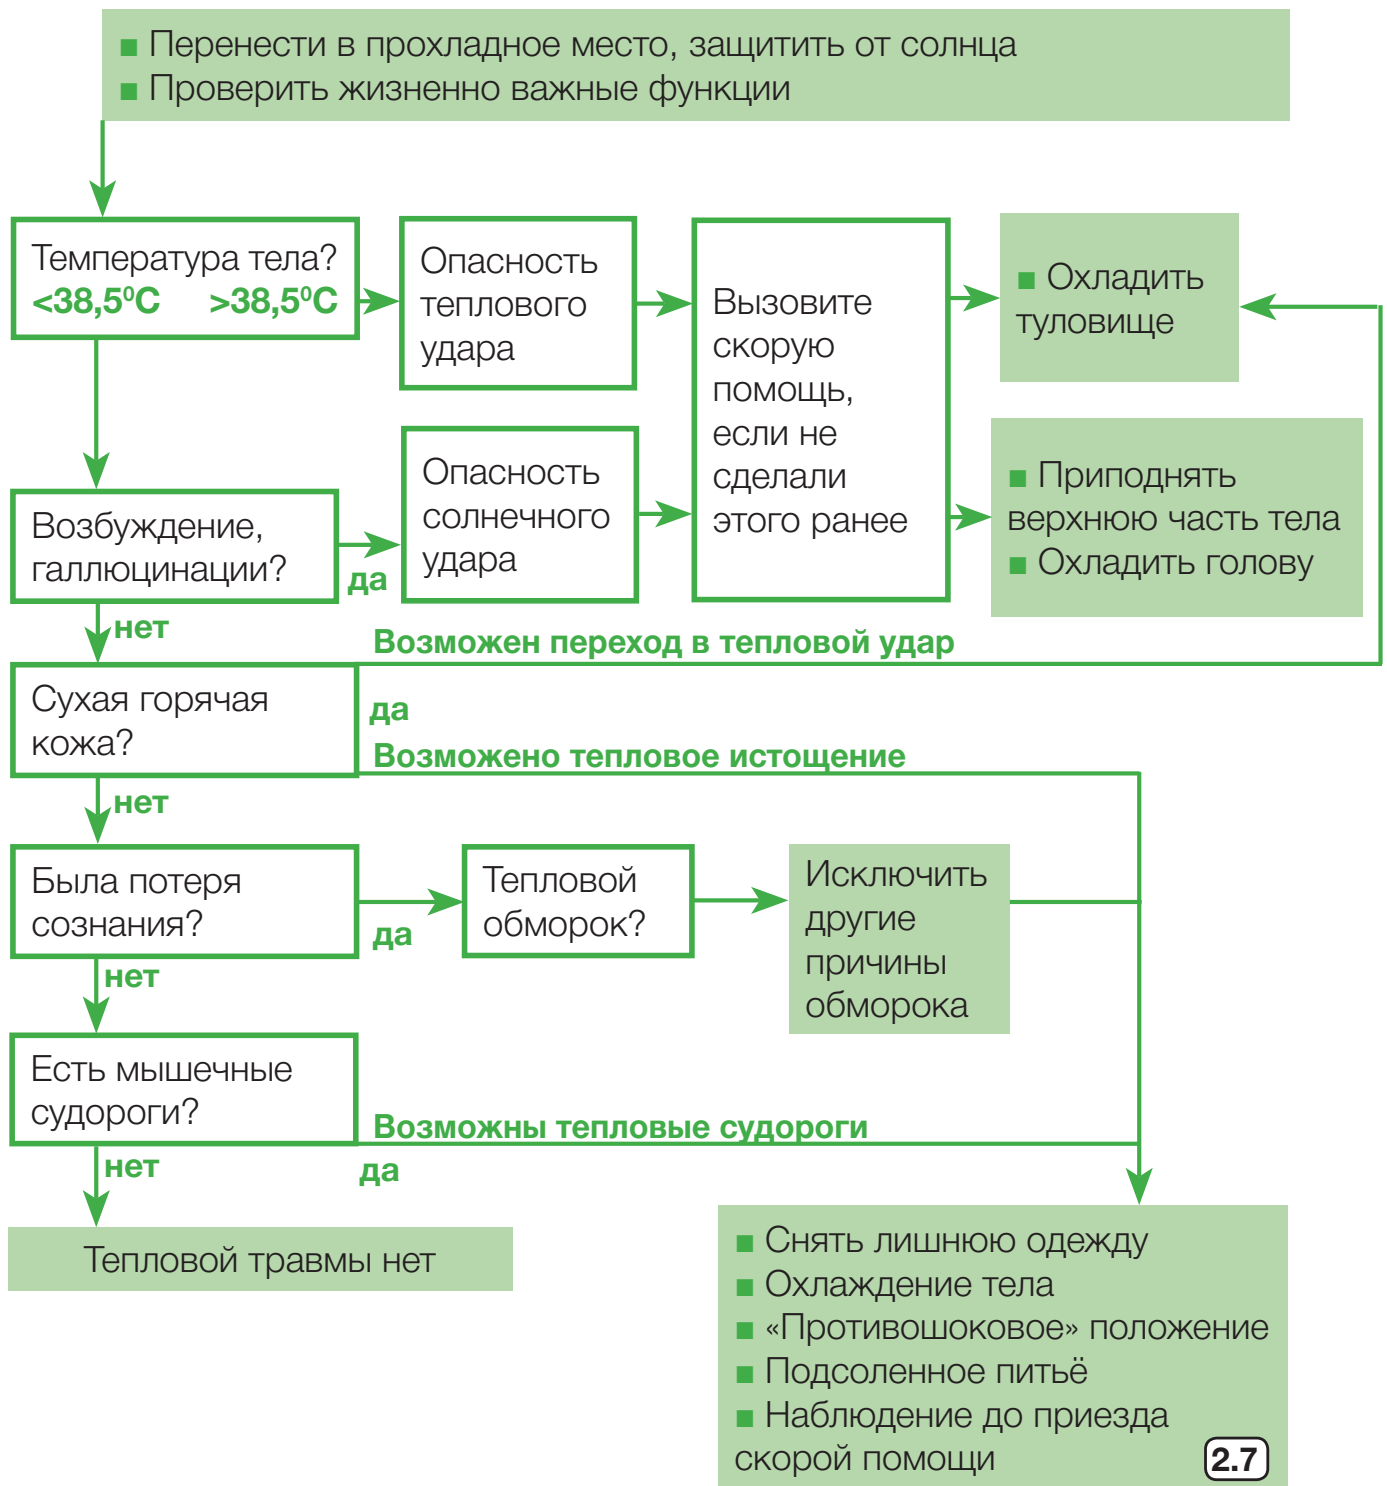 ■ Перенести в прохладное место, защитить от солнца
■ Проверить жизненно важные функции
Температура тела?
<38,5⁰C >38,5⁰C
Опасность
теплового
удара
Вызовите
скорую
помощь,
если не
сделали
этого ранее
■ Охладить
туловище
Возбуждение,
галлюцинации?
да
Опасность
солнечного
удара
■ Приподнять
верхнюю часть тела
■ Охладить голову
нет
Возможен переход в тепловой удар
Сухая горячая
кожа?
да
Возможено тепловое истощение
нет
Была потеря
сознания?
да
Тепловой
обморок?
Исключить
другие
причины
обморока
нет
Есть мышечные
судороги?
Возможны тепловые судороги
нет
да
Тепловой травмы нет
■ Снять лишнюю одежду
■ Охлаждение тела
■ «Противошоковое» положение
■ Подсоленное питьё
■ Наблюдение до приезда
скорой помощи
2.7